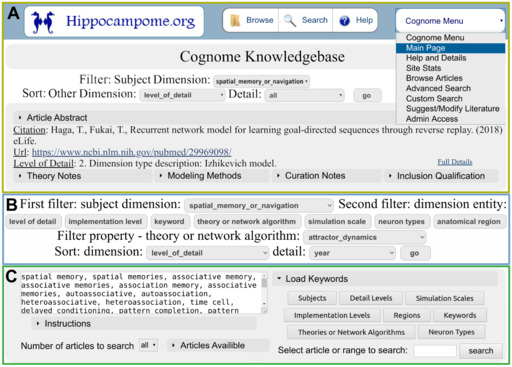 A
Hippocampome.org
Browse Search Help
Cognome Menu
Cognome Menu
Main Page
Help and Details
Site Stats
Browse Articles
Advanced Search
Custom Search
Suggest/Modify Literature
Admin Access
Cognome Knowledgebase
Filter: Subject Dimension: spatial_memory_or_navigation
Sort: Other Dimension: level_of_detail Detail: all go
Article Abstract
Citation: Haga, T., Fukai, T., Recurrent network model for learning goal-directed sequences through reverse replay. (2018)
eLife.
Url: https://www.ncbi.nlm.nih.gov/pubmed/29969098/
Level of Detail: 2. Dimension type description: Izhikevich model. Full Details
Theory Notes Modeling Methods Curation Notes Inclusion Qualification
B
First filter: subject dimension: spatial_memory_or_navigation Second filter: dimension entity:
level of detail implementation level keyword theory or network algorithm simulation scale neuron types anatomical region
Filter property - theory or network algorithm: attractor_dynamics
Sort: dimension: level_of_detail detail: year go
C
spatial memory, spatial memories, associative memory,
associative memories, association memory, associative
memories, autoassociative, autoassociation,
heteroassociative, heteroassociation, time cell,
delayed conditioning, pattern completion, pattern
Instructions
Number of articles to search all Articles Availible
Load Keywords
Subjects Detail Levels Simulation Scales
Implementation Levels Regions Keywords
Theories or Network Algorithms Neuron Types
Select article or range to search: search